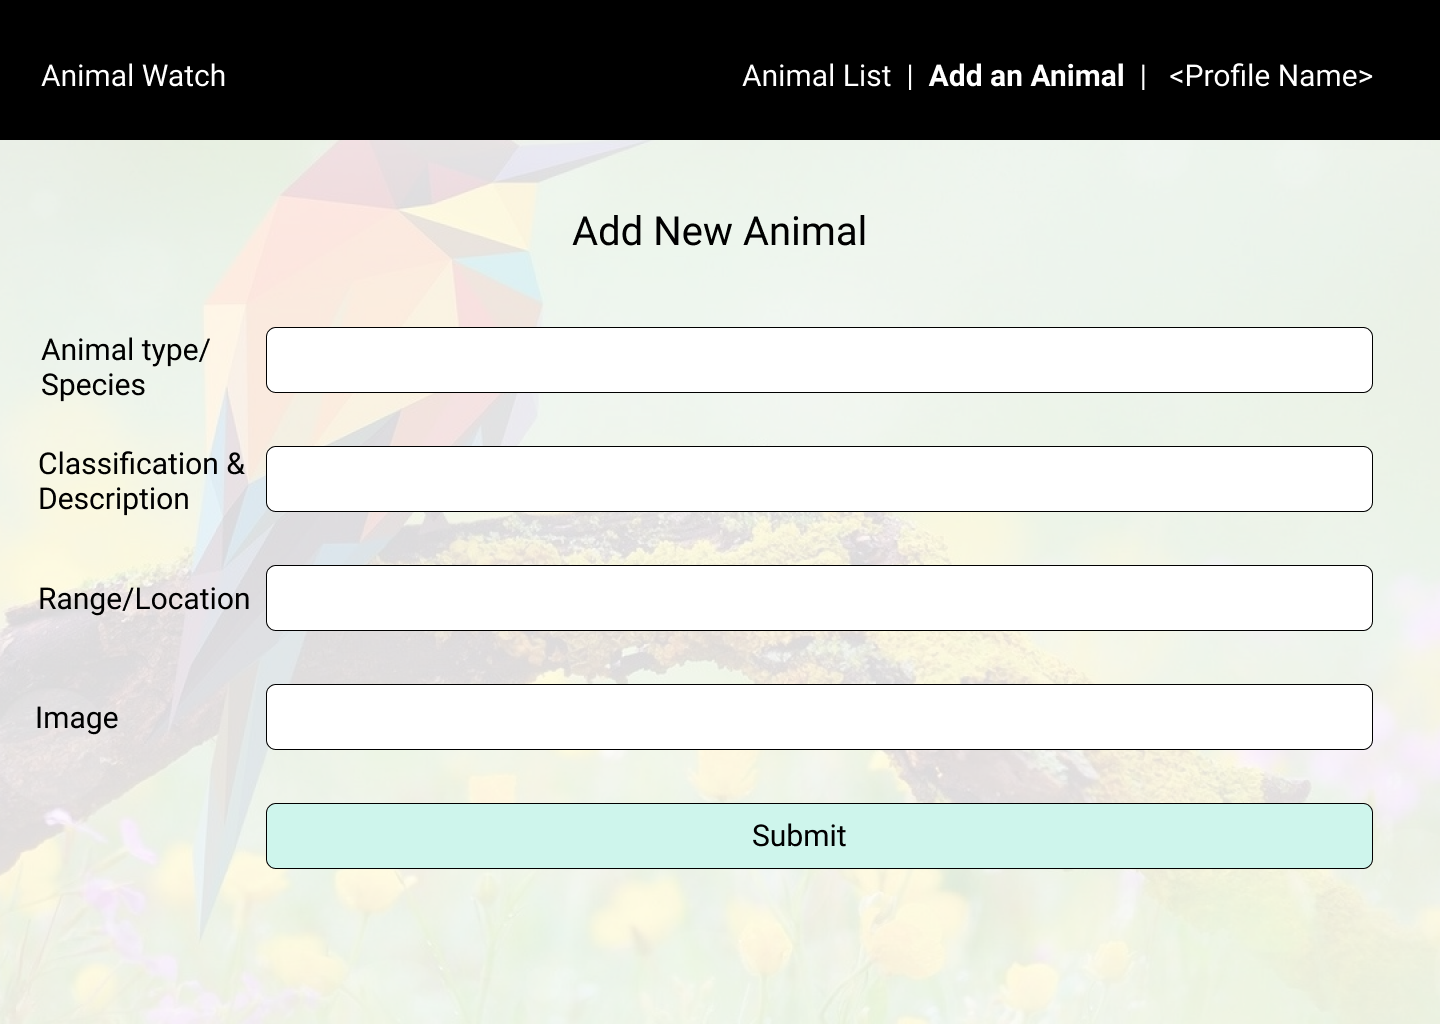 Animal Watch
Animal List | Add an Animal | <Profile Name>
Add New Animal
Animal type/
Species
Classification &
Description
Range/Location
Image
Submit